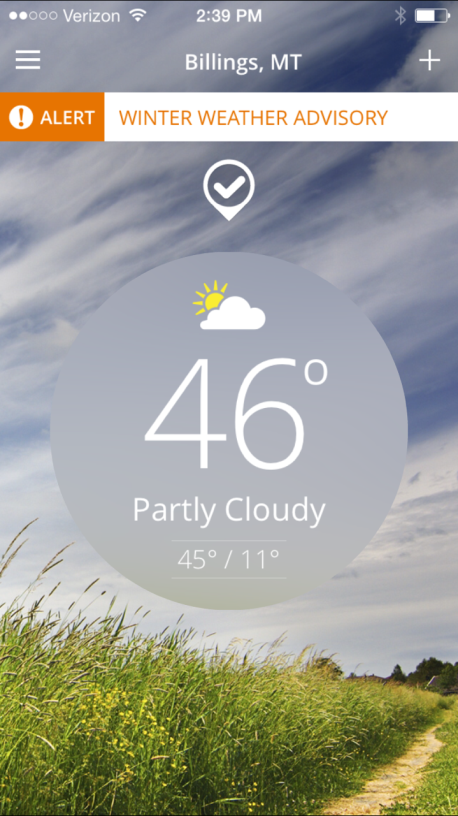 Verizon 2:39 PM
Billings, MT
ALERT WINTER WEATHER ADVISORY
46°
Partly Cloudy
45° / 11°